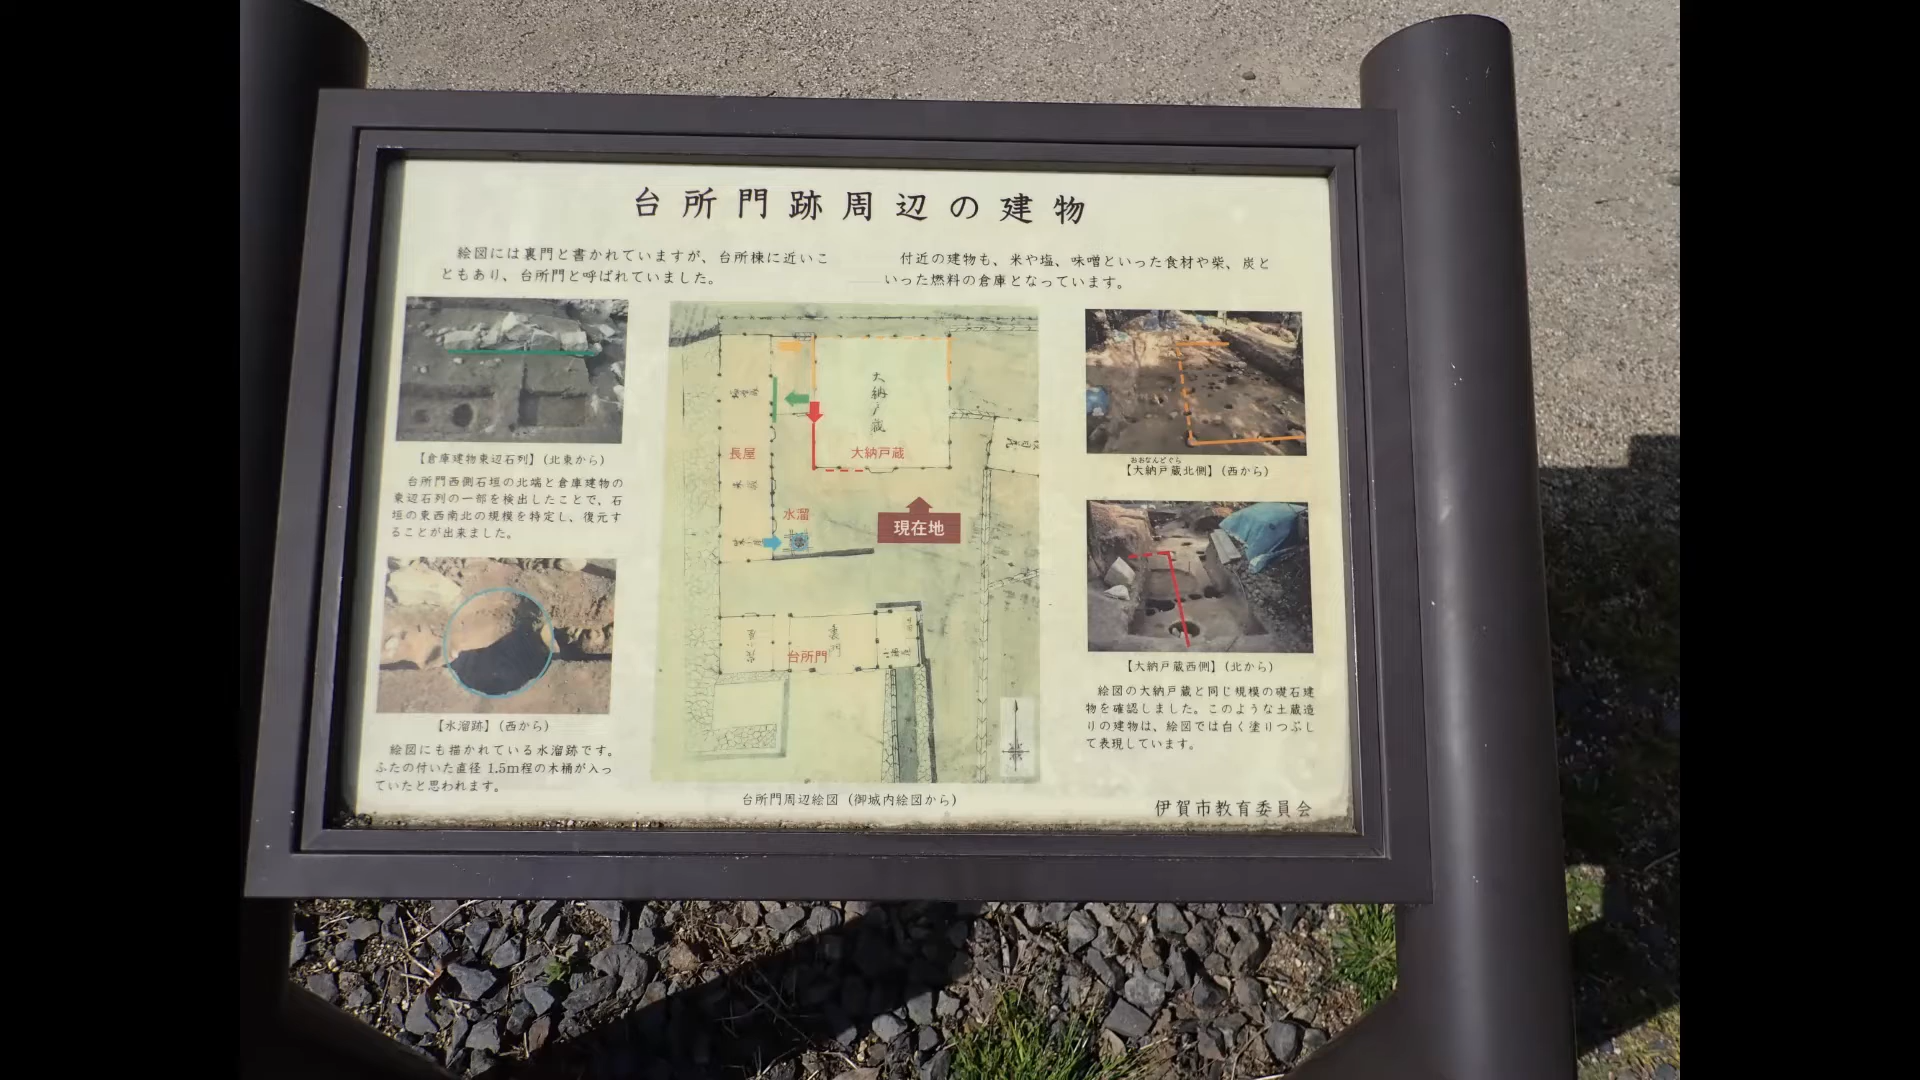 台所門跡周辺の建物
絵図には裏門と書かれていますが、台所棟に近いこ
ともあり、台所門と呼ばれていました。
付近の建物も、米や塩、味噌といった食材や柴、炭と
いった燃料の倉庫となっています。
【倉庫建物東辺石列】(北東から)
台所門西側石垣の北端と倉庫建物の
東辺石列の一部を検出したことで、石
垣の東西南北の規模を特定し、復元す
ることが出来ました。
【水溜跡】(西から)
絵図にも描かれている水溜跡です。
ふたの付いた直径 1.5m程の木桶が入っ
ていたと思われます。
大納戸蔵
大納戸蔵
長屋
水溜
現在地
裏門
台所門
台所門周辺絵図(御城内絵図から)
おおなんどぐら
【大納戸蔵北側】(西から)
【大納戸蔵西側】(北から)
絵図の大納戸蔵と同じ規模の礎石建
物を確認しました。このような土蔵造
りの建物は、絵図では白く塗りつぶし
て表現しています。
伊賀市教育委員会